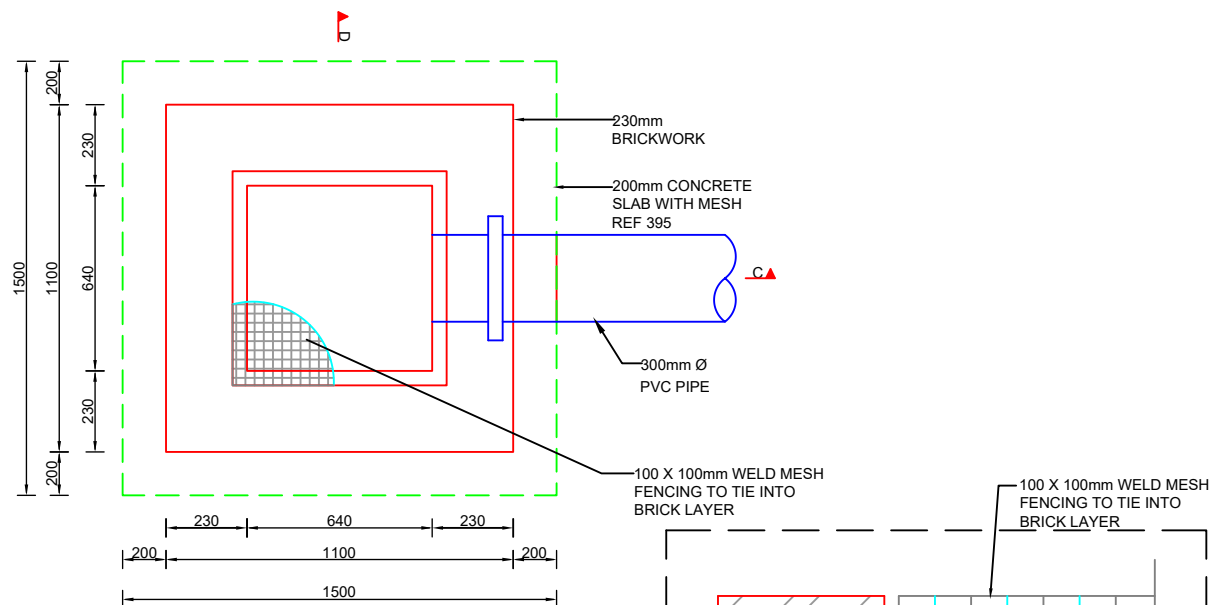 D
200
1500
1100
230
640
230
200
230mm
BRICKWORK
200mm CONCRETE
SLAB WITH MESH
REF 395
C
300mm Ø
PVC PIPE
100 X 100mm WELD MESH
FENCING TO TIE INTO
BRICK LAYER
100 X 100mm WELD MESH
FENCING TO TIE INTO
BRICK LAYER
230 640 230
200 1100 200
1500